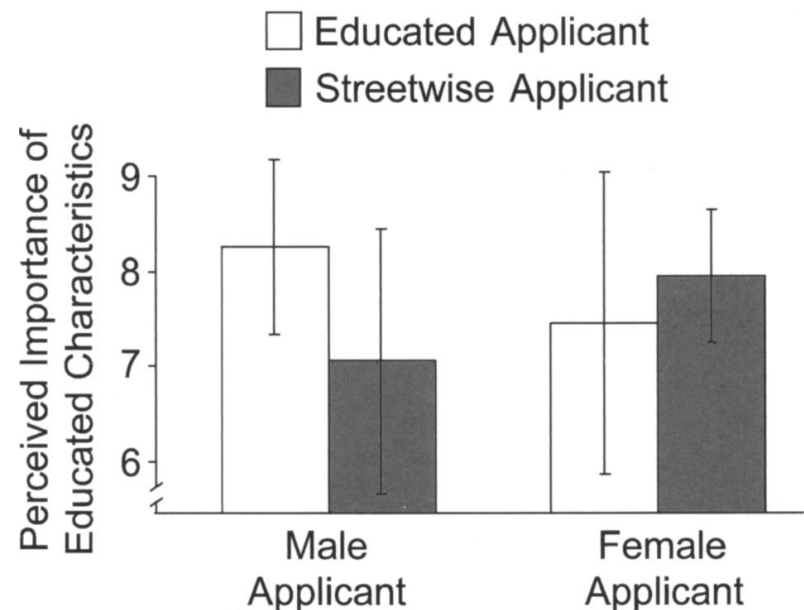 Educated Applicant
Streetwise Applicant
Perceived Importance of
Educated Characteristics
9
8
7
6
Male
Applicant
Female
Applicant